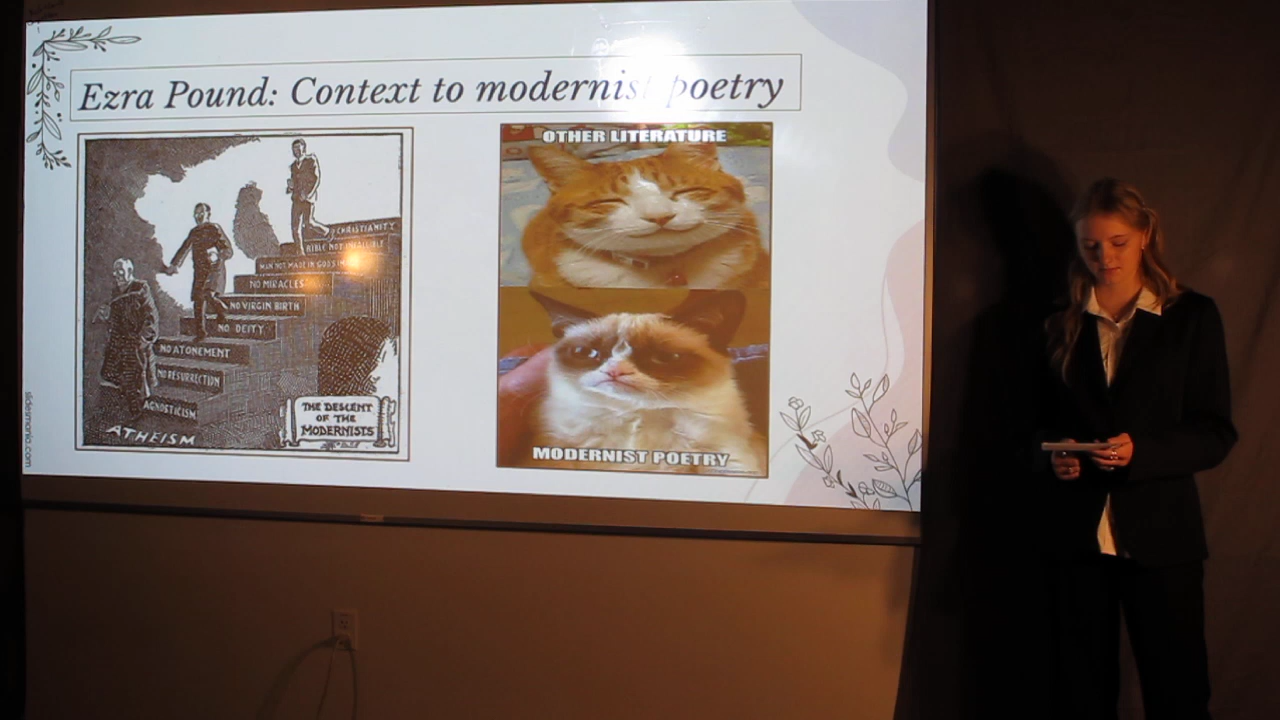 Ezra Pound: Context to modernist poetry
CHRISTIANITY
BIBLE NOT INFALLIBLE
MAN NOT MADE IN GOD'S
NO MIRACLES
NO VIRGIN BIRTH
NO DEITY
NO ATONEMENT
NO RESURRECTION
AGNOSTICISM
ATHEISM
THE DESCENT
OF THE
MODERNISTS
OTHER LITERATURE
MODERNIST POETRY
slidesmania.com